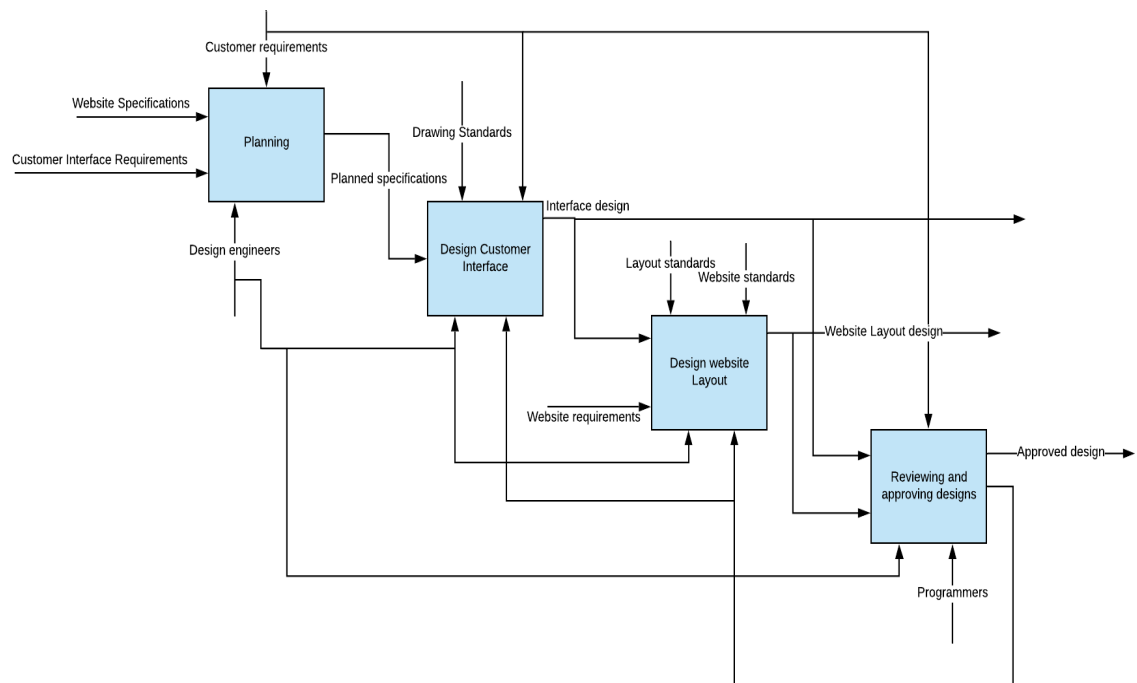 Customer requirements
Website Specifications
Planning
Drawing Standards
Customer Interface Requirements
Planned specifications
Interface design
Design engineers
Design Customer
Interface
Layout standards
Website standards
Website Layout design
Design website
Layout
Website requirements
Approved design
Reviewing and
approving designs
Programmers